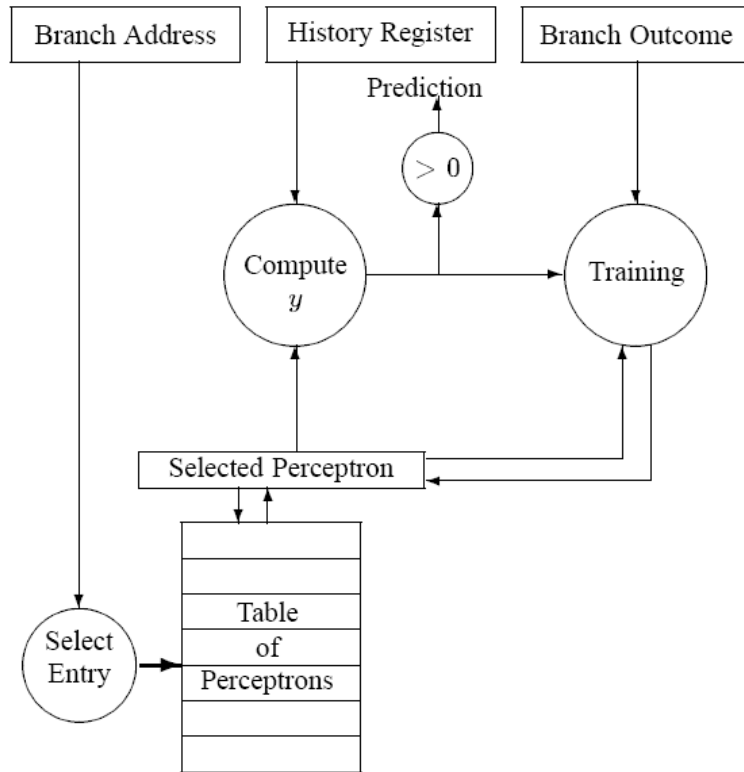 Branch Address
History Register
Branch Outcome
Prediction
> 0
Compute
y
Training
Selected Perceptron
Table
of
Perceptrons
Select
Entry